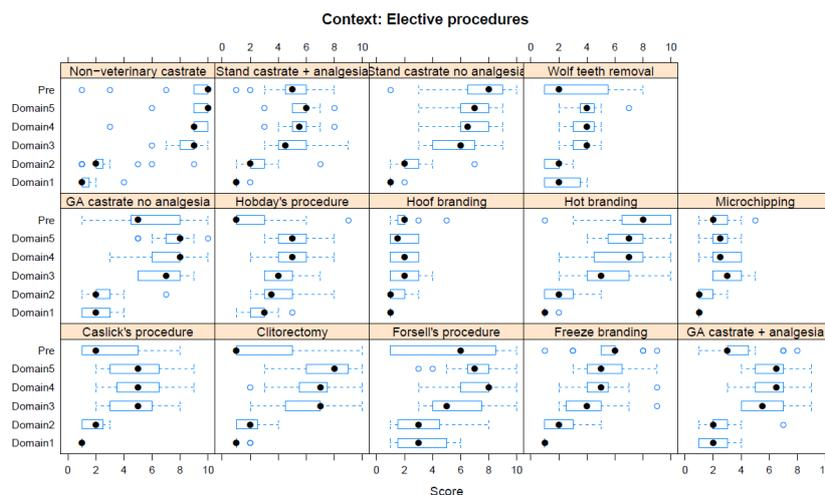 Context: Elective procedures
0 2 4 6 8 10 0 2 4 6 8 10
Non−veterinary castrate Stand castrate + analgesia Stand castrate no analgesia Wolf teeth removal
Pre
Domain5
Domain4
Domain3
Domain2
Domain1
GA castrate no analgesia Hobday's procedure Hoof branding Hot branding Microchipping
Pre
Domain5
Domain4
Domain3
Domain2
Domain1
Caslick's procedure Clitorectomy Forsell's procedure Freeze branding GA castrate + analgesia
Pre
Domain5
Domain4
Domain3
Domain2
Domain1
0 2 4 6 8 10 0 2 4 6 8 10 0 2 4 6 8 10
Score